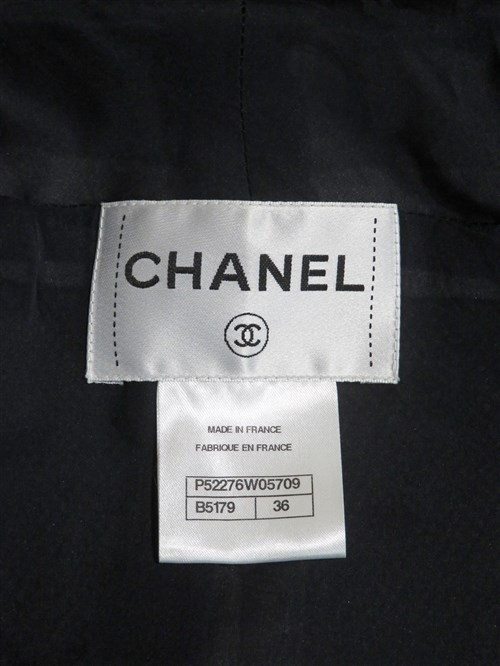 CHANEL
MADE IN FRANCE
FABRIQUE EN FRANCE
P52276W05709
B5179 36